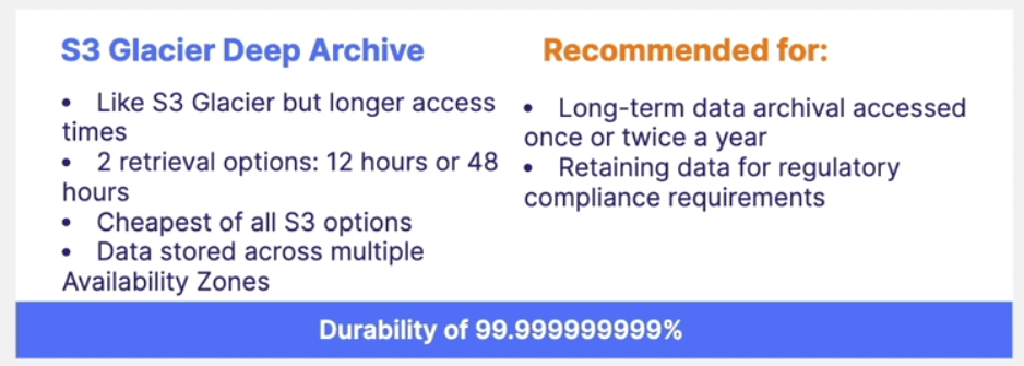 S3 Glacier Deep Archive
• Like S3 Glacier but longer access
times
• 2 retrieval options: 12 hours or 48
hours
• Cheapest of all S3 options
• Data stored across multiple
Availability Zones
Recommended for:
• Long-term data archival accessed
once or twice a year
• Retaining data for regulatory
compliance requirements
Durability of 99.999999999%